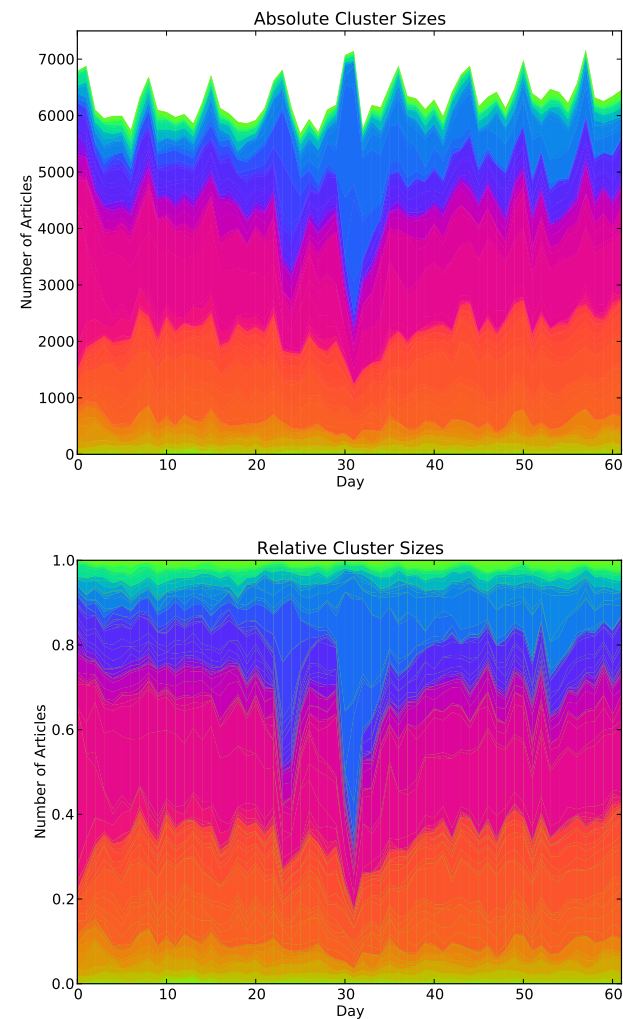 Absolute Cluster Sizes
7000
6000
5000
4000
3000
2000
1000
0
Number of Articles
0 10 20 30 40 50 60
Day
Relative Cluster Sizes
1.0
0.8
0.6
0.4
0.2
0.0
Number of Articles
0 10 20 30 40 50 60
Day